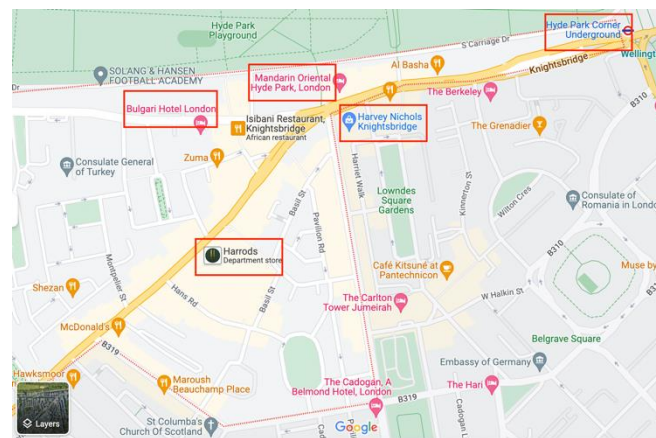 Hyde Park
Playground
Hyde Park Corner
Underground
S Carriage Dr
Wellingt
SOLANG & HANSEN
FOOTBALL ACADEMY
Dr
Mandarin Oriental
Hyde Park, London
Al Basha
Knightsbridge
B310
Bulgari Hotel London
The Berkeley
Isibani Restaurant,
Knightsbridge
African restaurant
Harvey Nichols
Knightsbridge
The Grenadier
Zuma
Consulate General
of Turkey
Harriet Walk
Basil St
Lowndes
Square
Gardens
Kinnerton St
Wilton Cres
Consulate of
Romania in Londo
Pavilion Rd
B310
Harrods
Department store
Montpelier St
Muse by
Café Kitsuné at
Pantechnicon
Shezan
Hans Rd
Basil St
W Halkin St
B310
The Carlton
Tower Jumeirah
McDonald's
Belgrave Square
B319
Embassy of Germany
Hawksmoor
Maroush
Beauchamp Place
The Cadogan, A
Belmond Hotel, London
The Hari
B319
Layers
St Columba's
Church Of Scotland
Google
Cadogan L